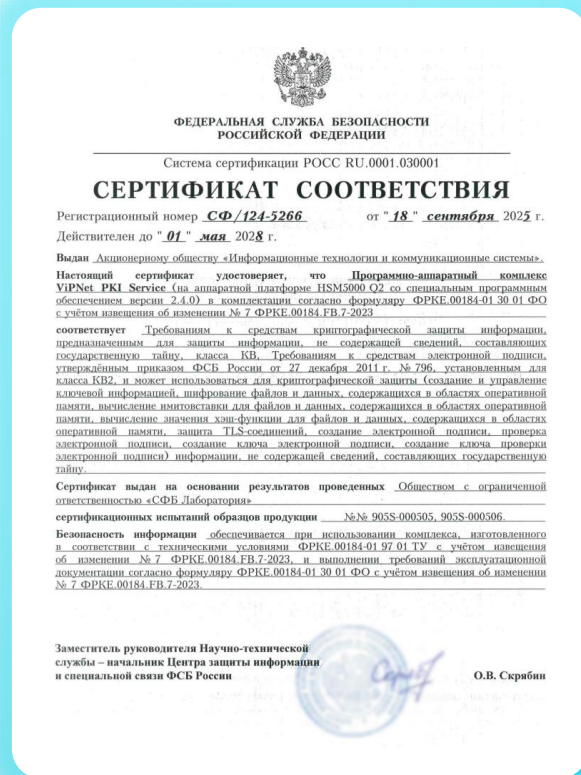 ФЕДЕРАЛЬНАЯ СЛУЖБА БЕЗОПАСНОСТИ
РОССИЙСКОЙ ФЕДЕРАЦИИ
Система сертификации РОСС RU.0001.030001
СЕРТИФИКАТ СООТВЕТСТВИЯ
Регистрационный номер СФ/124-5266 от "18" сентября 2025 г.
Действителен до "01" мая 2028 г.
Выдан Акционерному обществу «Информационные технологии и коммуникационные системы».
Настоящий сертификат удостоверяет, что Программно-аппаратный комплекс
ViPNet PKI Service (на аппаратной платформе HSM5000 Q2 со специальным программным
обеспечением версии 2.4.0) в комплектации согласно формуляру ФРКЕ.00184-01 30 01 ФО
с учётом извещения об изменении № 7 ФРКЕ.00184.FB.7-2023
соответствует Требованиям к средствам криптографической защиты информации,
предназначенным для защиты информации, не содержащей сведений, составляющих
государственную тайну, класса КВ, Требованиям к средствам электронной подписи,
утверждённым приказом ФСБ России от 27 декабря 2011 г. № 796, установленным для
класса КВ2, и может использоваться для криптографической защиты (создание и управление
ключевой информацией, шифрование файлов и данных, содержащихся в областях оперативной
памяти, вычисление имитовставки для файлов и данных, содержащихся в областях оперативной
памяти, вычисление значения хэш-функции для файлов и данных, содержащихся в областях
оперативной памяти, защита TLS-соединений, создание электронной подписи, проверка
электронной подписи, создание ключа электронной подписи, создание ключа проверки
электронной подписи) информации, не содержащей сведений, составляющих государственную
тайну.
Сертификат выдан на основании результатов проведенных Обществом с ограниченной
ответственностью «СФБ Лаборатория»
сертификационных испытаний образцов продукции №№ 905S-000505, 905S-000506.
Безопасность информации обеспечивается при использовании комплекса, изготовленного
в соответствии с техническими условиями ФРКЕ.00184-01 97 01 ТУ с учётом извещения
об изменении № 7 ФРКЕ.00184.FB.7-2023, и выполнении требований эксплуатационной
документации согласно формуляру ФРКЕ.00184-01 30 01 ФО с учётом извещения об изменении
№ 7 ФРКЕ.00184.FB.7-2023.
Заместитель руководителя Научно-технической
службы – начальник Центра защиты информации
и специальной связи ФСБ России
О.В. Скрябин